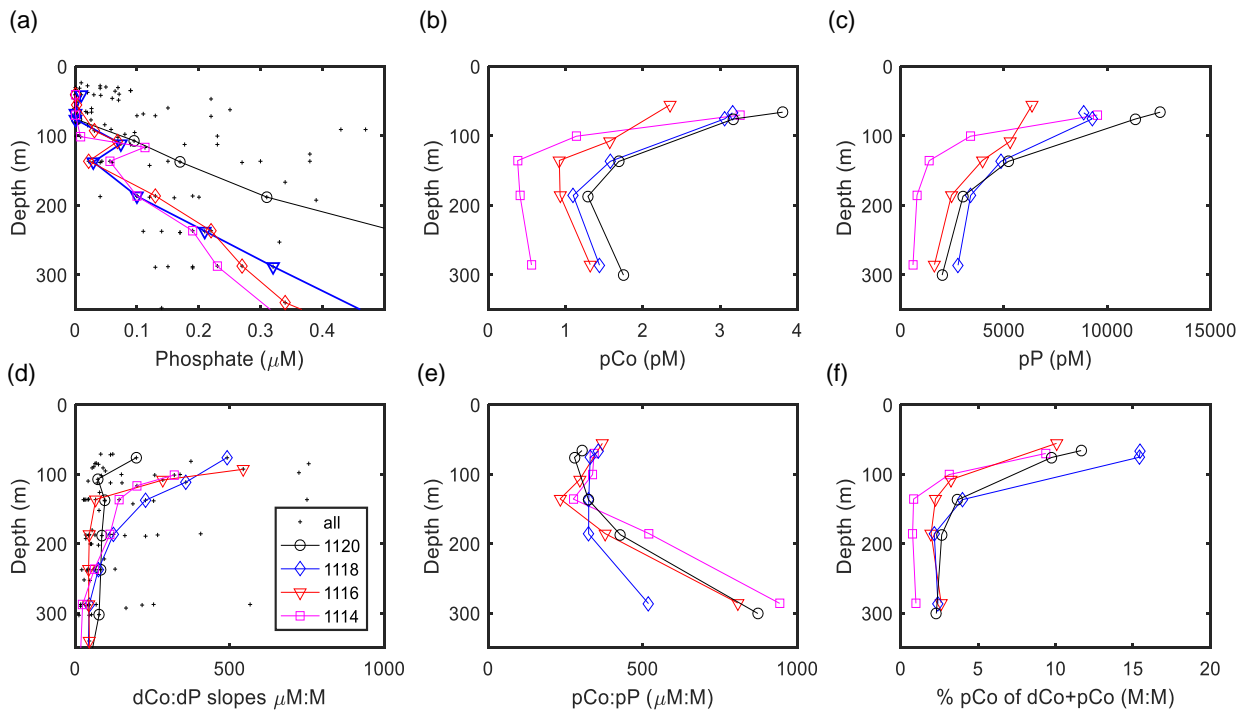 (a)
0
100
200
300
Depth (m)
0
0.1
0.2
0.3
0.4
Phosphate (μM)
(b)
0
100
200
300
Depth (m)
0
1
2
3
4
pCo (pM)
(c)
0
100
200
300
Depth (m)
0
5000
10000
15000
pP (pM)
(d)
0
100
200
300
Depth (m)
all
1120
1118
1116
1114
0
500
1000
dCo:dP slopes μM:M
(e)
0
100
200
300
Depth (m)
0
500
1000
pCo:pP (μM:M)
(f)
0
100
200
300
Depth (m)
0
5
10
15
20
% pCo of dCo+pCo (M:M)